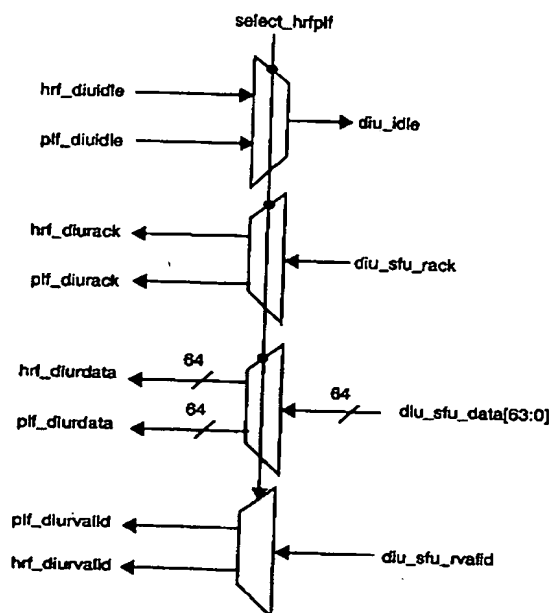 select_hrfplf
hrf_diuidle
plf_diuidle
diu_idle
hrf_diurack
plf_diurack
diu_sfu_rack
64
hrf_diurdata
64
plf_diurdata
64
diu_sfu_data[63:0]
plf_diurvalid
hrf_diurvalid
diu_sfu_rvalid